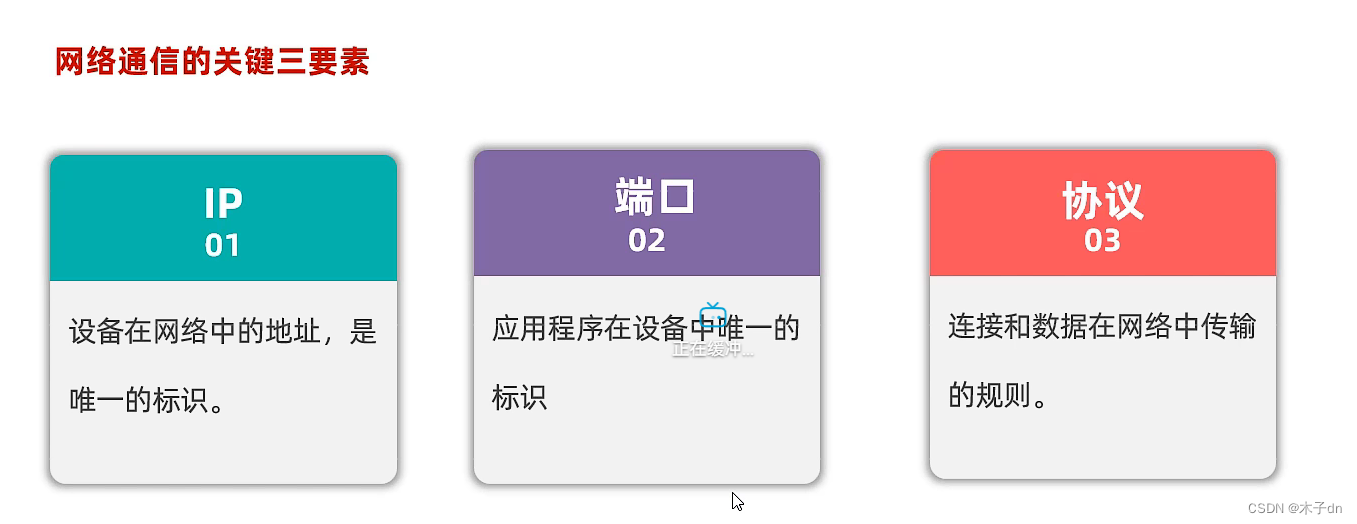 网络通信的关键三要素
IP
01
设备在网络中的地址，是
唯一的标识。
端口
02
应用程序在设备中唯一的
标识
正在缓冲...
协议
03
连接和数据在网络中传输
的规则。
CSDN @木子dn